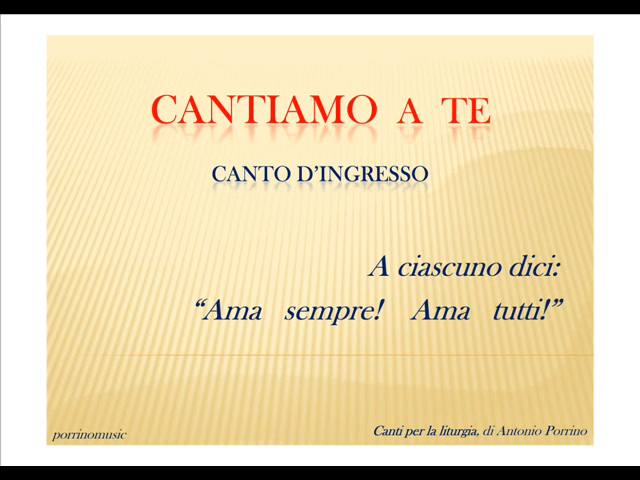 CANTIAMO A TE
CANTO D'INGRESSO
A ciascuno dici:
“Ama sempre! Ama tutti!”
porrinomusic
Canti per la liturgia, di Antonio Porrino